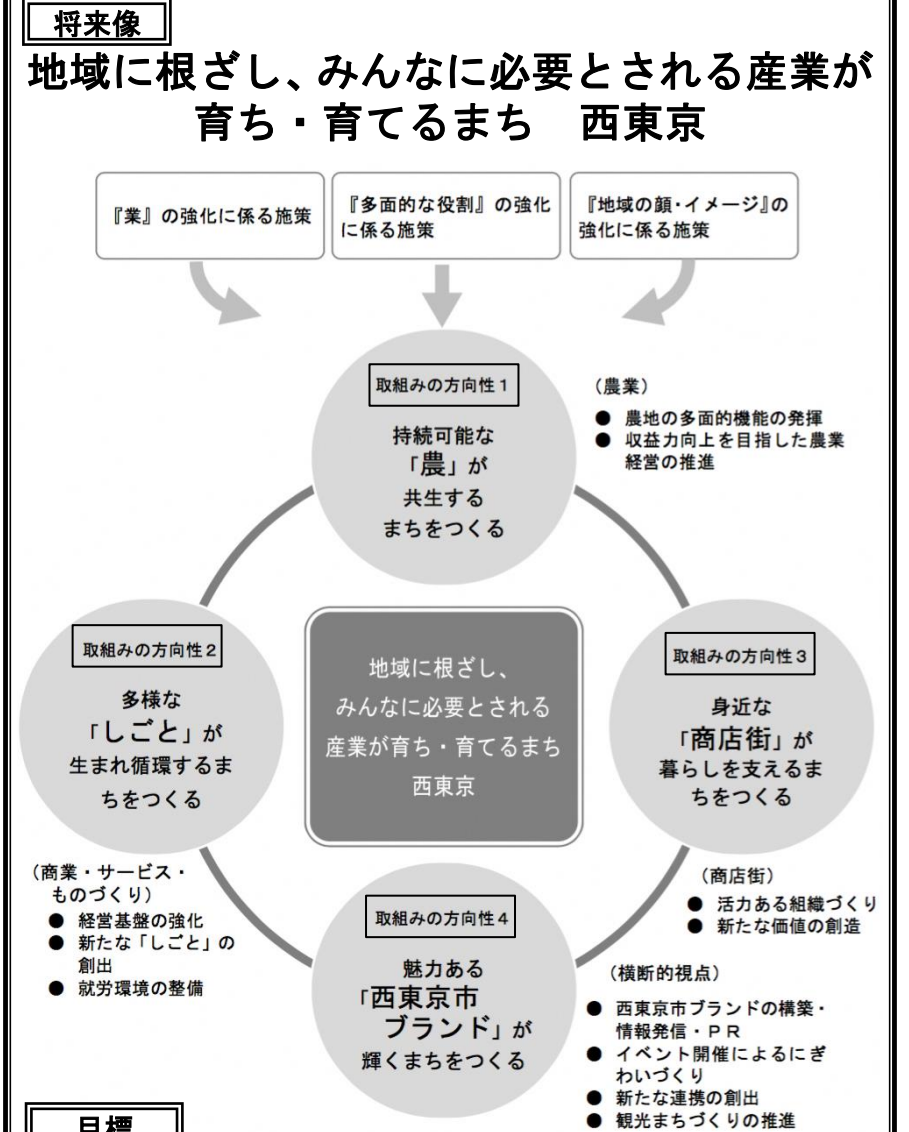 将来像
地域に根ざし、みんなに必要とされる産業が
育ち・育てるまち　西東京
『業』の強化に係る施策
『多面的な役割』の強化
に係る施策
『地域の顔・イメージ』の
強化に係る施策
取組みの方向性１
持続可能な
「農」が
共生する
まちをつくる
（農業）
● 農地の多面的機能の発揮
● 収益力向上を目指した農業
経営の推進
取組みの方向性２
多様な
「しごと」が
生まれ循環するま
ちをつくる
（商業・サービス・
ものづくり）
● 経営基盤の強化
● 新たな「しごと」の
創出
● 就労環境の整備
地域に根ざし、
みんなに必要とされる
産業が育ち・育てるまち
西東京
取組みの方向性３
身近な
「商店街」が
暮らしを支えるま
ちをつくる
（商店街）
● 活力ある組織づくり
● 新たな価値の創造
取組みの方向性４
魅力ある
「西東京市
ブランド」が
輝くまちをつくる
（横断的視点）
● 西東京市ブランドの構築・
情報発信・ＰＲ
● イベント開催によるにぎ
わいづくり
● 新たな連携の創出
● 観光まちづくりの推進
目標